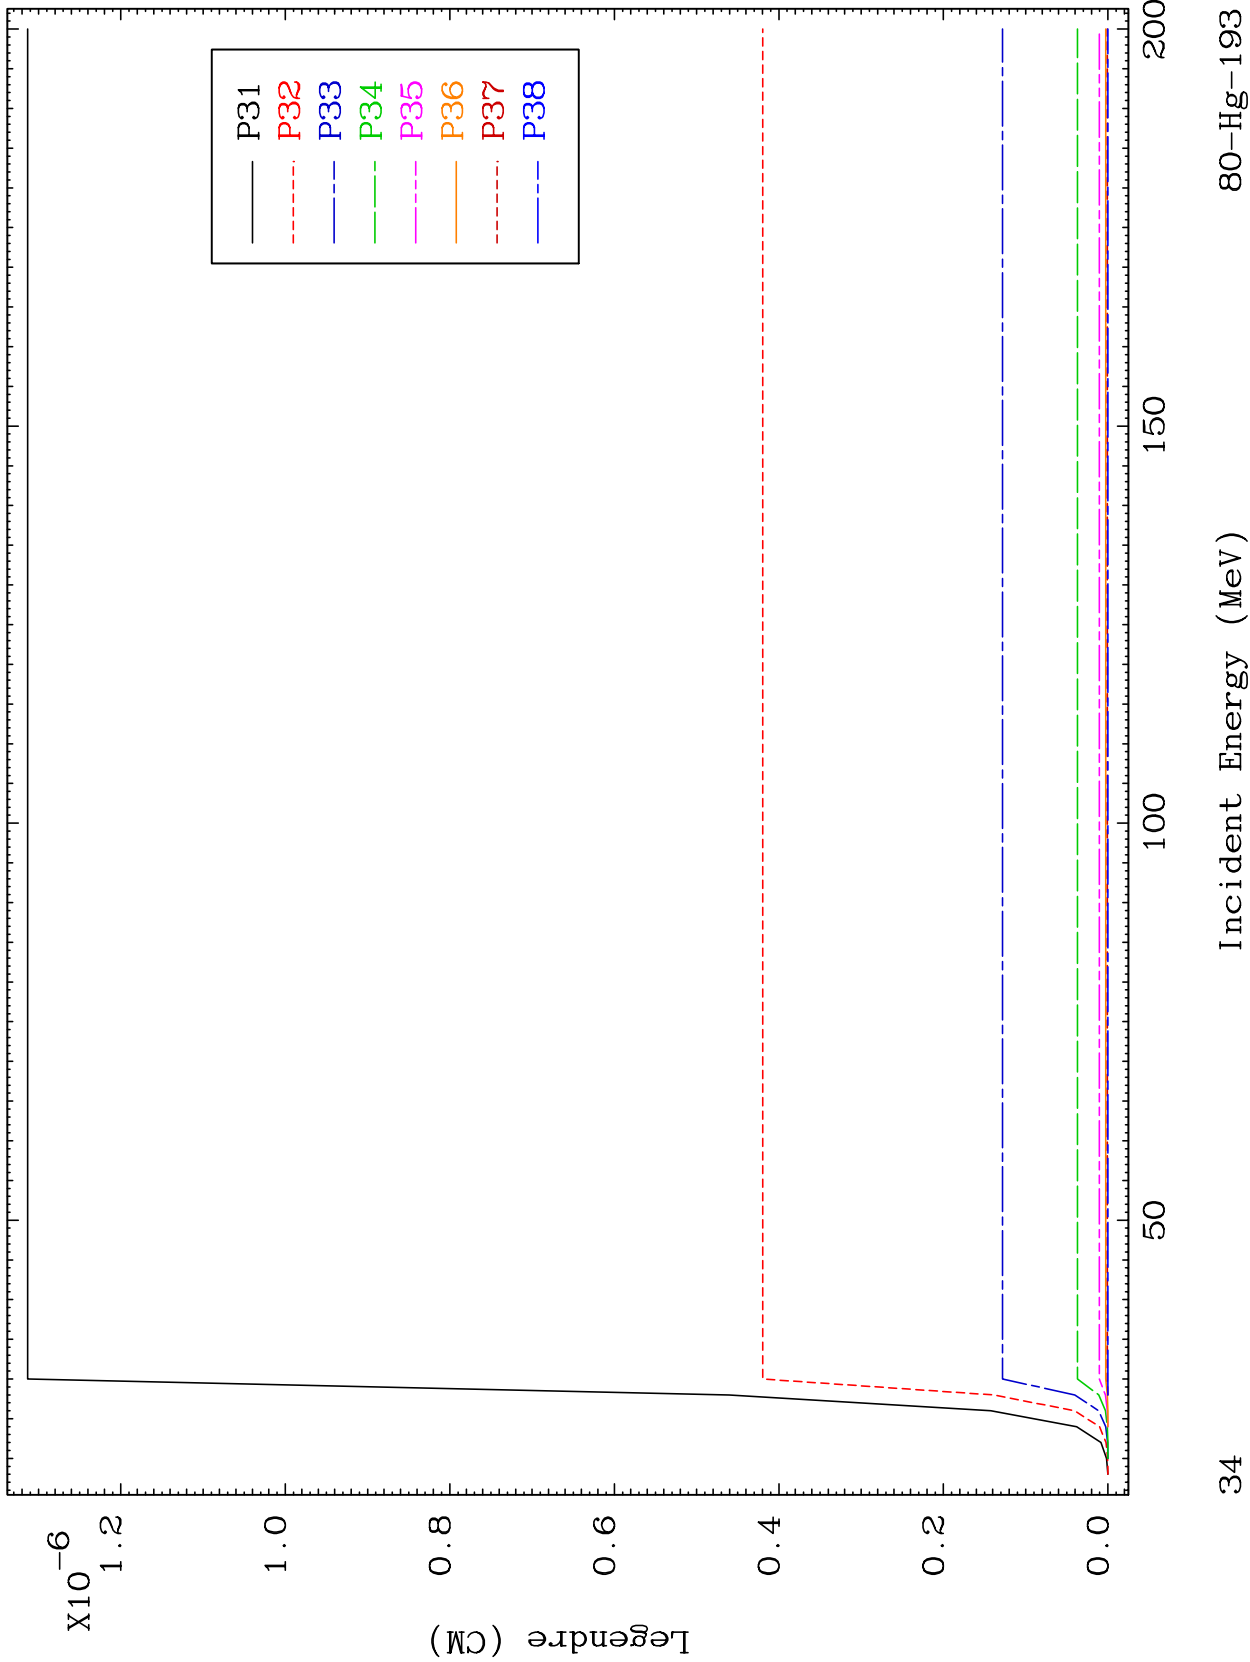 X10-6
1.2
1.0
0.8
0.6
0.4
0.2
0.0
Legendre (CM)
P31
P32
P33
P34
P35
P36
P37
P38
50
100
150
200
34
Incident Energy (MeV)
80-Hg-193